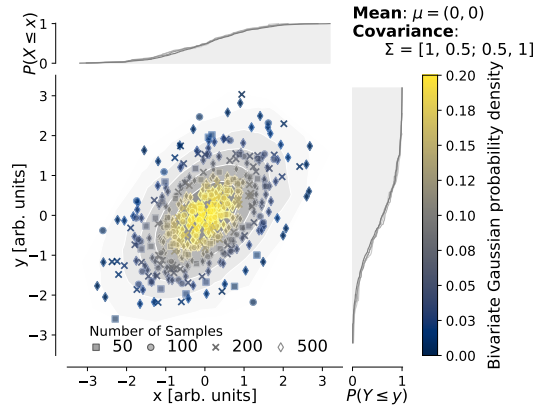 Mean: μ = (0, 0)
Covariance:
Σ = [1, 0.5; 0.5, 1]
P(X ≤ x)
1
0
y [arb. units]
3
2
1
0
−1
−2
−3
Number of Samples
50 100 200 500
−3 −2 −1 0 1 2 3
x [arb. units]
0 1
P(Y ≤ y)
0.20
0.18
0.15
0.12
0.10
0.08
0.05
0.03
0.00
Bivariate Gaussian probability density